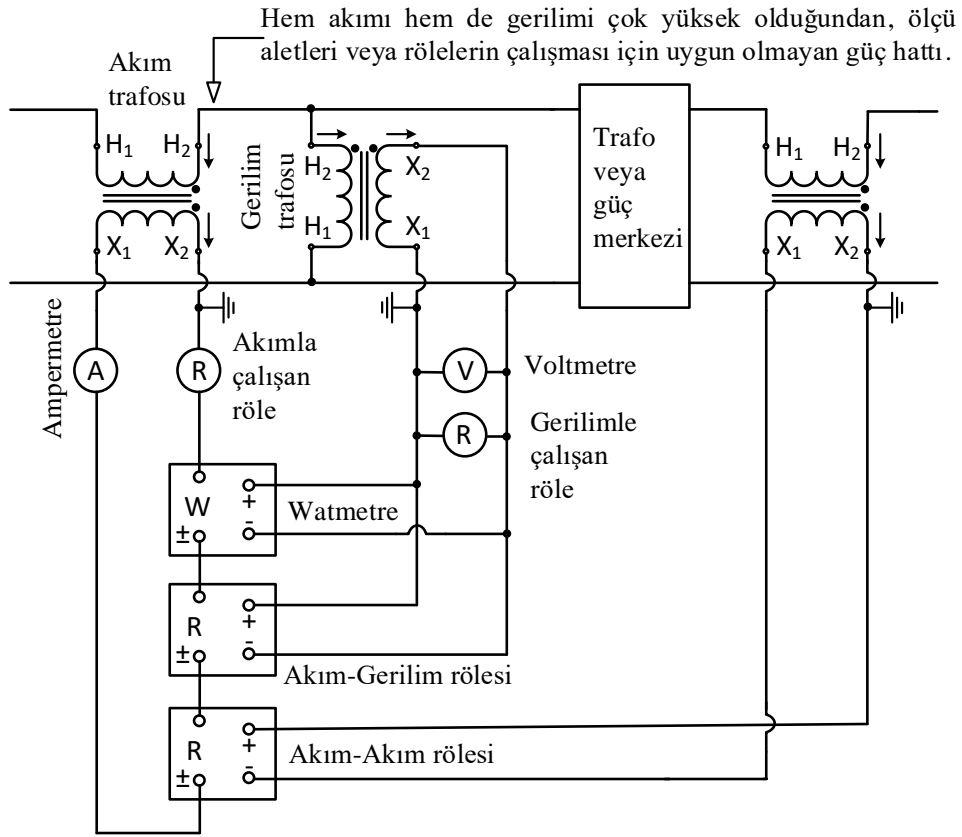 Hem akımı hem de gerilimi çok yüksek olduğundan, ölçü
aletleri veya rölelerin çalışması için uygun olmayan güç hattı.
Akım
trafosu
H₁ H₂
X₁ X₂
Gerilim
trafosu
H₂
H₁
X₂
X₁
Trafo
veya
güç
merkezi
H₁ H₂
X₁ X₂
Ampermetre
A
R
Akımla
çalışan
röle
V
Voltmetre
R
Gerilimle
çalışan
röle
W
±
+
-
Watmetre
R
±
+
-
Akım-Gerilim rölesi
R
±
+
-
Akım-Akım rölesi